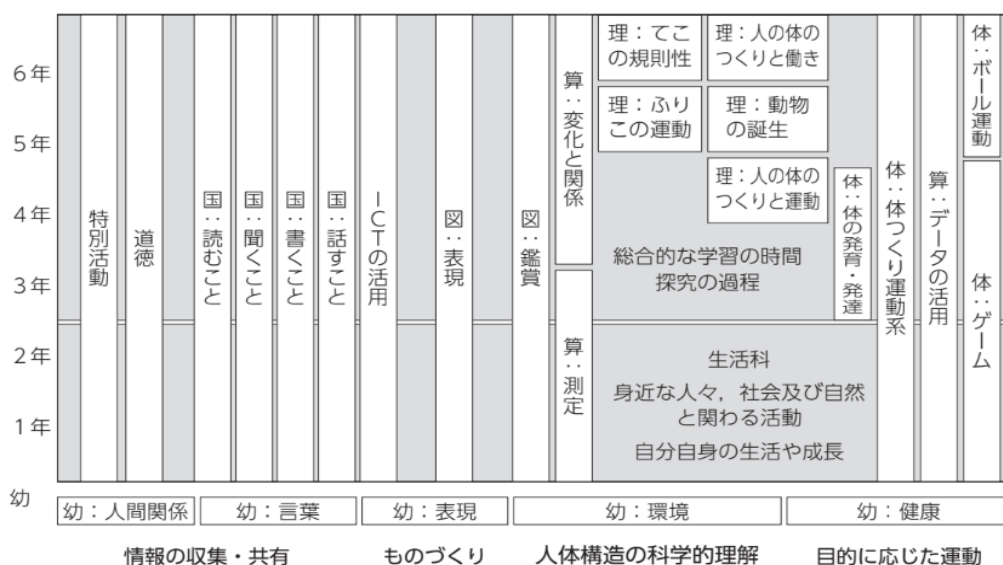 6年
5年
4年
3年
2年
1年
幼
特別活動
道徳
国：読むこと
国：聞くこと
国：書くこと
国：話すこと
ICTの活用
図：表現
図：鑑賞
算：変化と関係
算：測定
理：てこ
の規則性
理：人の体の
つくりと働き
理：ふり
この運動
理：動物
の誕生
理：人の体の
つくりと運動
総合的な学習の時間
探究の過程
生活科
身近な人々，社会及び自然
と関わる活動
自分自身の生活や成長
体：体の発育・発達
体：体つくり運動系
算：データの活用
体：ボール運動
体：ゲーム
幼：人間関係
幼：言葉
幼：表現
幼：環境
幼：健康
情報の収集・共有
ものづくり
人体構造の科学的理解
目的に応じた運動